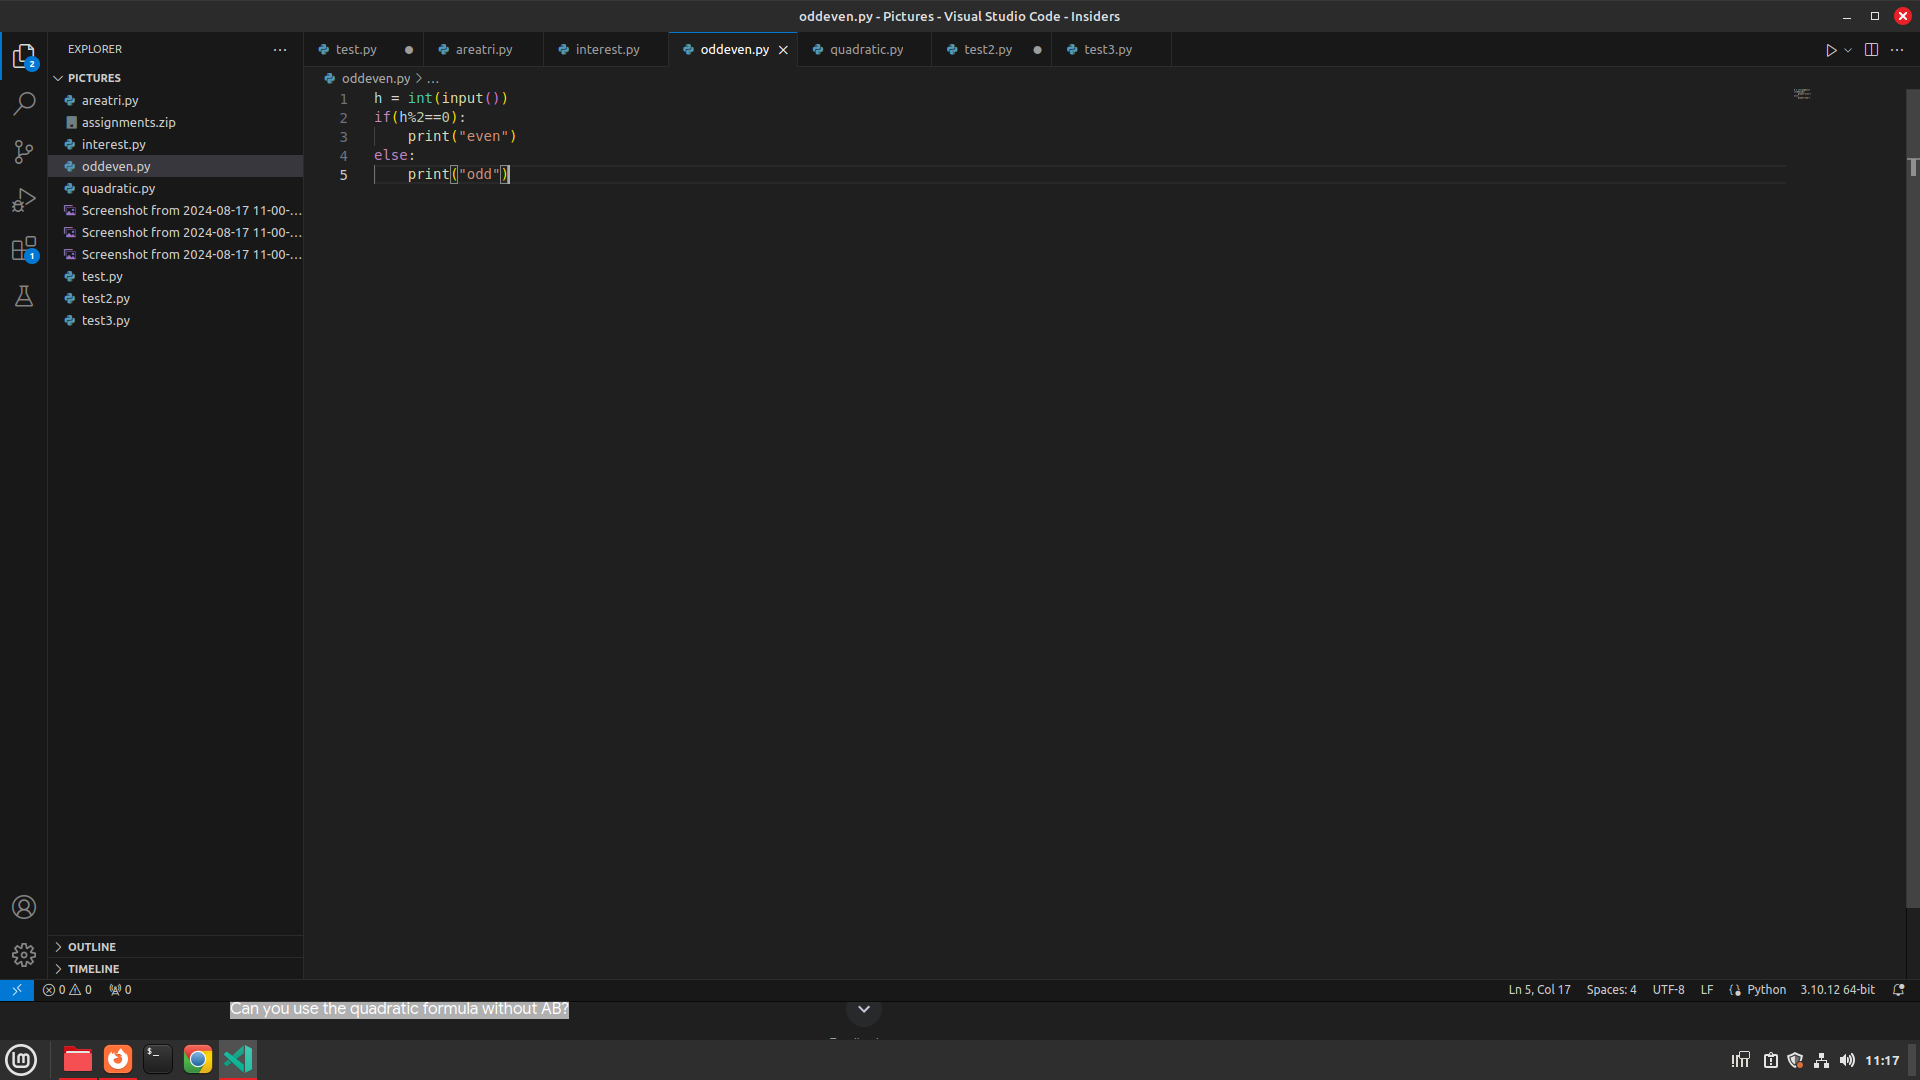 oddeven.py - Pictures - Visual Studio Code - Insiders
EXPLORER
test.py
areatri.py
interest.py
oddeven.py
quadratic.py
test2.py
test3.py
2
PICTURES
areatri.py
assignments.zip
interest.py
oddeven.py
quadratic.py
Screenshot from 2024-08-17 11-00-...
Screenshot from 2024-08-17 11-00-...
Screenshot from 2024-08-17 11-00-...
test.py
test2.py
test3.py
1
oddeven.py > ...
1 h = int(input())
2 if(h%2==0):
3 print("even")
4 else:
5 print("odd")
OUTLINE
TIMELINE
0 0 0
Ln 5, Col 17 Spaces: 4 UTF-8 LF Python 3.10.12 64-bit
Can you use the quadratic formula without AB?
11:17